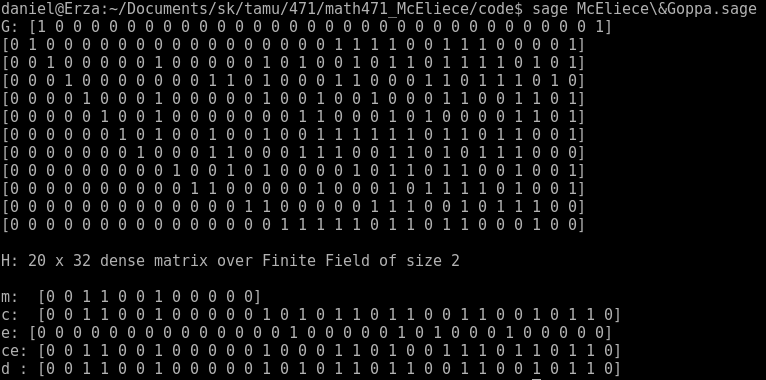 daniel@Erza:~/Documents/sk/tamu/471/math471_McEliece/code$ sage McEliece\&Goppa.sage
G: [1 0 0 0 0 0 0 0 0 0 0 0 0 0 0 0 0 0 0 0 0 0 0 0 0 0 0 0 0 0 0 1]
[0 1 0 0 0 0 0 0 0 0 0 0 0 0 0 0 0 0 1 1 1 1 0 0 1 1 1 0 0 0 0 1]
[0 0 1 0 0 0 0 0 1 0 0 0 0 0 1 0 1 0 0 1 0 1 1 0 1 1 1 1 0 1 0 1]
[0 0 0 1 0 0 0 0 0 0 0 1 1 0 1 0 0 0 1 1 0 0 0 1 1 0 1 1 1 0 1 0]
[0 0 0 0 1 0 0 0 1 0 0 0 0 0 1 0 0 1 0 0 1 0 0 0 1 1 0 0 1 1 0 1]
[0 0 0 0 0 1 0 0 1 0 0 0 0 0 0 0 1 1 0 0 0 1 0 1 0 0 0 0 1 1 0 1]
[0 0 0 0 0 0 1 0 1 0 0 1 0 0 1 0 0 1 1 1 1 1 1 0 1 1 0 1 1 0 0 1]
[0 0 0 0 0 0 0 1 0 0 0 1 1 0 0 0 1 1 1 0 0 1 1 0 1 0 1 1 1 0 0 0]
[0 0 0 0 0 0 0 0 0 1 0 0 1 0 1 0 0 0 0 1 0 1 1 0 1 1 0 0 1 0 0 1]
[0 0 0 0 0 0 0 0 0 0 1 1 0 0 0 0 0 1 0 0 0 1 0 1 1 1 1 0 1 0 0 1]
[0 0 0 0 0 0 0 0 0 0 0 0 0 1 1 0 0 0 0 0 1 1 1 0 0 1 0 1 1 1 0 0]
[0 0 0 0 0 0 0 0 0 0 0 0 0 0 0 1 1 1 1 1 0 1 1 0 1 1 0 0 0 1 0 0]
H: 20 x 32 dense matrix over Finite Field of size 2
m:  [0 0 1 1 0 0 1 0 0 0 0 0]
c:  [0 0 1 1 0 0 1 0 0 0 0 0 1 0 1 0 1 1 0 1 1 0 0 1 1 0 0 1 0 1 1 0]
e: [0 0 0 0 0 0 0 0 0 0 0 0 0 0 1 0 0 0 0 0 1 0 1 0 0 0 1 0 0 0 0 0]
ce: [0 0 1 1 0 0 1 0 0 0 0 0 1 0 0 0 1 1 0 1 0 0 1 1 1 0 1 1 0 1 1 0]
d : [0 0 1 1 0 0 1 0 0 0 0 0 1 0 1 0 1 1 0 1 1 0 0 1 1 0 0 1 0 1 1 0]